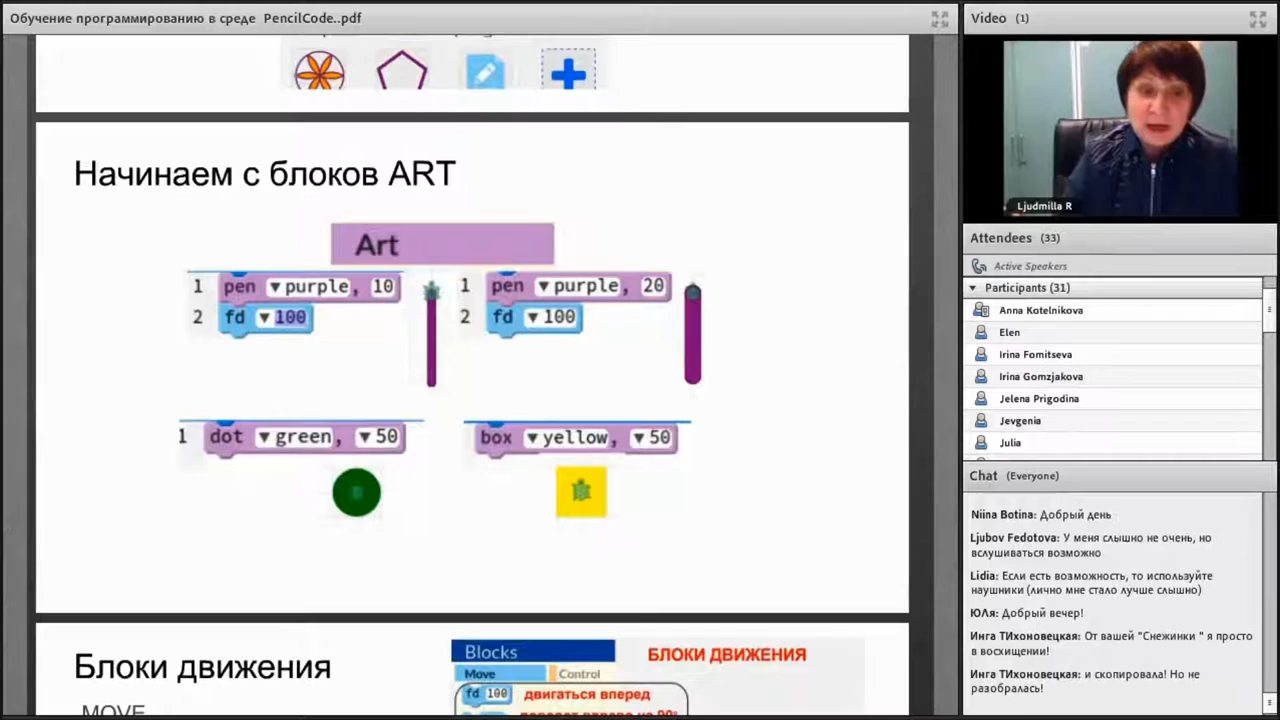 Обучение программированию в среде PencilCode..pdf
Начинаем с блоков ART
Art
1 pen ▼ purple, 10
2 fd ▼ 100
1 pen ▼ purple, 20
2 fd ▼ 100
1 dot ▼ green, ▼ 50
box ▼ yellow, ▼ 50
Блоки движения
MOVE
Blocks
БЛОКИ ДВИЖЕНИЯ
Move
Control
fd 100 двигаться вперед
Video (1)
Ljudmilla R
Attendees (33)
Active Speakers
Participants (31)
Anna Kotelnikova
Elen
Irina Fomitseva
Irina Gomzjakova
Jelena Prigodina
Jevgenia
Julia
Chat (Everyone)
Niina Botina: Добрый день
Ljubov Fedotova: У меня слышно не очень, но
вслушиваться возможно
Lidia: Если есть возможность, то используйте
наушники (лично мне стало лучше слышно)
ЮЛя: Добрый вечер!
Инга ТИхоновецкая: От вашей "Снежинки " я просто
в восхищении!
Инга ТИхоновецкая: и скопировала! Но не
разобралась!